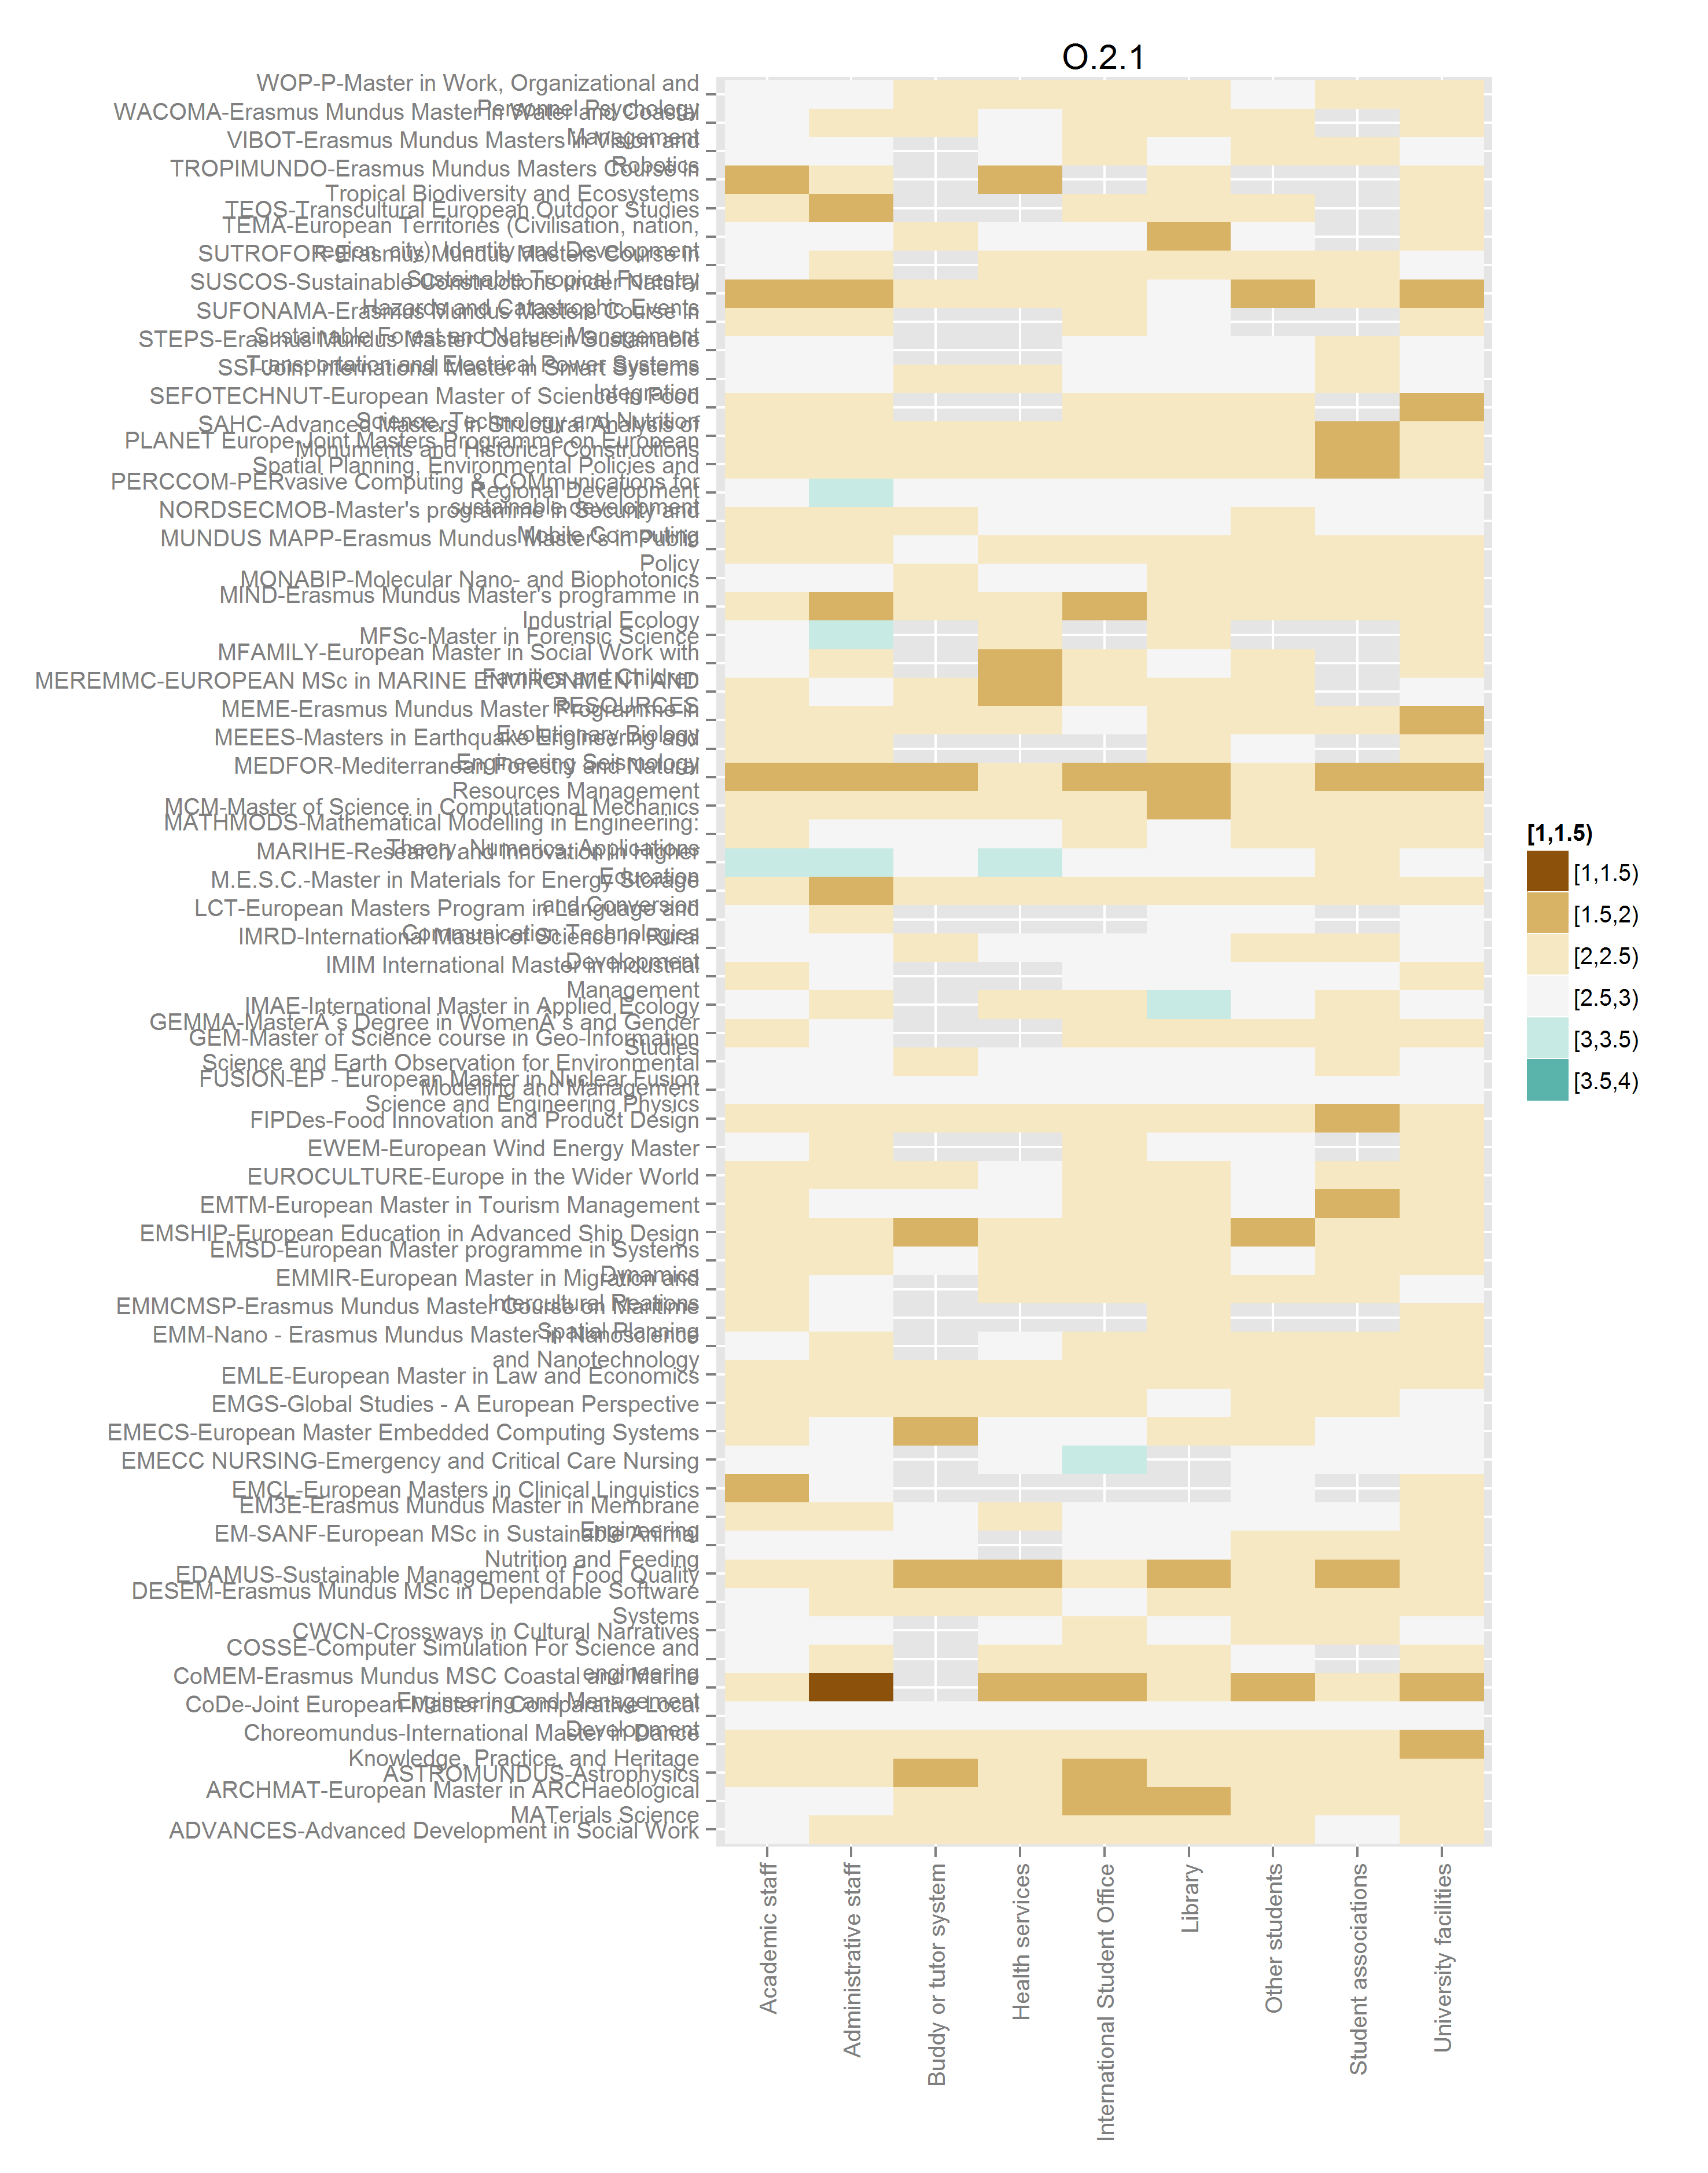 O.2.1
WOP-P-Master in Work, Organizational and
Personnel Psychology
WACOMA-Erasmus Mundus Master in Water and Coastal
Management
VIBOT-Erasmus Mundus Masters in Vision and
Robotics
TROPIMUNDO-Erasmus Mundus Masters Course in
Tropical Biodiversity and Ecosystems
TEOS-Transcultural European Outdoor Studies
TEMA-European Territories (Civilisation, nation,
region, city), Identity and Development
SUTROFOR-Erasmus Mundus Masters Course in
Sustainable Tropical Forestry
SUSCOS-Sustainable Constructions under Natural
Hazards and Catastrophic Events
SUFONAMA-Erasmus Mundus Masters Course in
Sustainable Forest and Nature Management
STEPS-Erasmus Mundus Master Course in Sustainable
Transportation and Electrical Power Systems
SSI-Joint International Master in Smart Systems
Integration
SEFOTECHNUT-European Master of Science in Food
Science, Technology and Nutrition
SAHC-Advanced Masters in Structural Analysis of
Monuments and Historical Constructions
PLANET Europe-Joint Masters Programme on European
Spatial Planning, Environmental Policies and
Regional Development
PERCCOM-PERvasive Computing & COMmunications for
sustainable development
NORDSECMOB-Master's programme in Security and
Mobile Computing
MUNDUS MAPP-Erasmus Mundus Master's in Public
Policy
MONABIP-Molecular Nano- and Biophotonics
MIND-Erasmus Mundus Master's programme in
Industrial Ecology
MFSc-Master in Forensic Science
MFAMILY-European Master in Social Work with
Families and Children
MEREMMC-EUROPEAN MSc in MARINE ENVIRONMENT AND
RESOURCES
MEME-Erasmus Mundus Master Programme in
Evolutionary Biology
MEEES-Masters in Earthquake Engineering and
Engineering Seismology
MEDFOR-Mediterranean Forestry and Natural
Resources Management
MCM-Master of Science in Computational Mechanics
MATHMODS-Mathematical Modelling in Engineering:
Theory, Numerics, Applications
MARIHE-Research and Innovation in Higher
Education
M.E.S.C.-Master in Materials for Energy Storage
and Conversion
LCT-European Masters Program in Language and
Communication Technologies
IMRD-International Master of Science in Rural
Development
IMIM International Master in Industrial
Management
IMAE-International Master in Applied Ecology
GEMMA-MasterÂ´s Degree in WomenÂ´s and Gender
Studies
GEM-Master of Science course in Geo-Information
Science and Earth Observation for Environmental
Modelling and Management
FUSION-EP - European Master in Nuclear Fusion
Science and Engineering Physics
FIPDes-Food Innovation and Product Design
EWEM-European Wind Energy Master
EUROCULTURE-Europe in the Wider World
EMTM-European Master in Tourism Management
EMSHIP-European Education in Advanced Ship Design
EMSD-European Master programme in Systems
Dynamics
EMMIR-European Master in Migration and
Intercultural Reations
EMMCMSP-Erasmus Mundus Master Course on Maritime
Spatial Planning
EMM-Nano - Erasmus Mundus Master in Nanoscience
and Nanotechnology
EMLE-European Master in Law and Economics
EMGS-Global Studies - A European Perspective
EMECS-European Master Embedded Computing Systems
EMECC NURSING-Emergency and Critical Care Nursing
EMCL-European Masters in Clinical Linguistics
EM3E-Erasmus Mundus Master in Membrane
Engineering
EM-SANF-European MSc in Sustainable Animal
Nutrition and Feeding
EDAMUS-Sustainable Management of Food Quality
DESEM-Erasmus Mundus MSc in Dependable Software
Systems
CWCN-Crossways in Cultural Narratives
COSSE-Computer Simulation For Science and
engineering
CoMEM-Erasmus Mundus MSC Coastal and Marine
Engineering and Management
CoDe-Joint European Master in Comparative Local
Development
Choreomundus-International Master in Dance
Knowledge, Practice, and Heritage
ASTROMUNDUS-Astrophysics
ARCHMAT-European Master in ARCHaeological
MATerials Science
ADVANCES-Advanced Development in Social Work
Academic staff
Administrative staff
Buddy or tutor system
Health services
International Student Office
Library
Other students
Student associations
University facilities
[1,1.5)
[1,1.5)
[1.5,2)
[2,2.5)
[2.5,3)
[3,3.5)
[3.5,4)